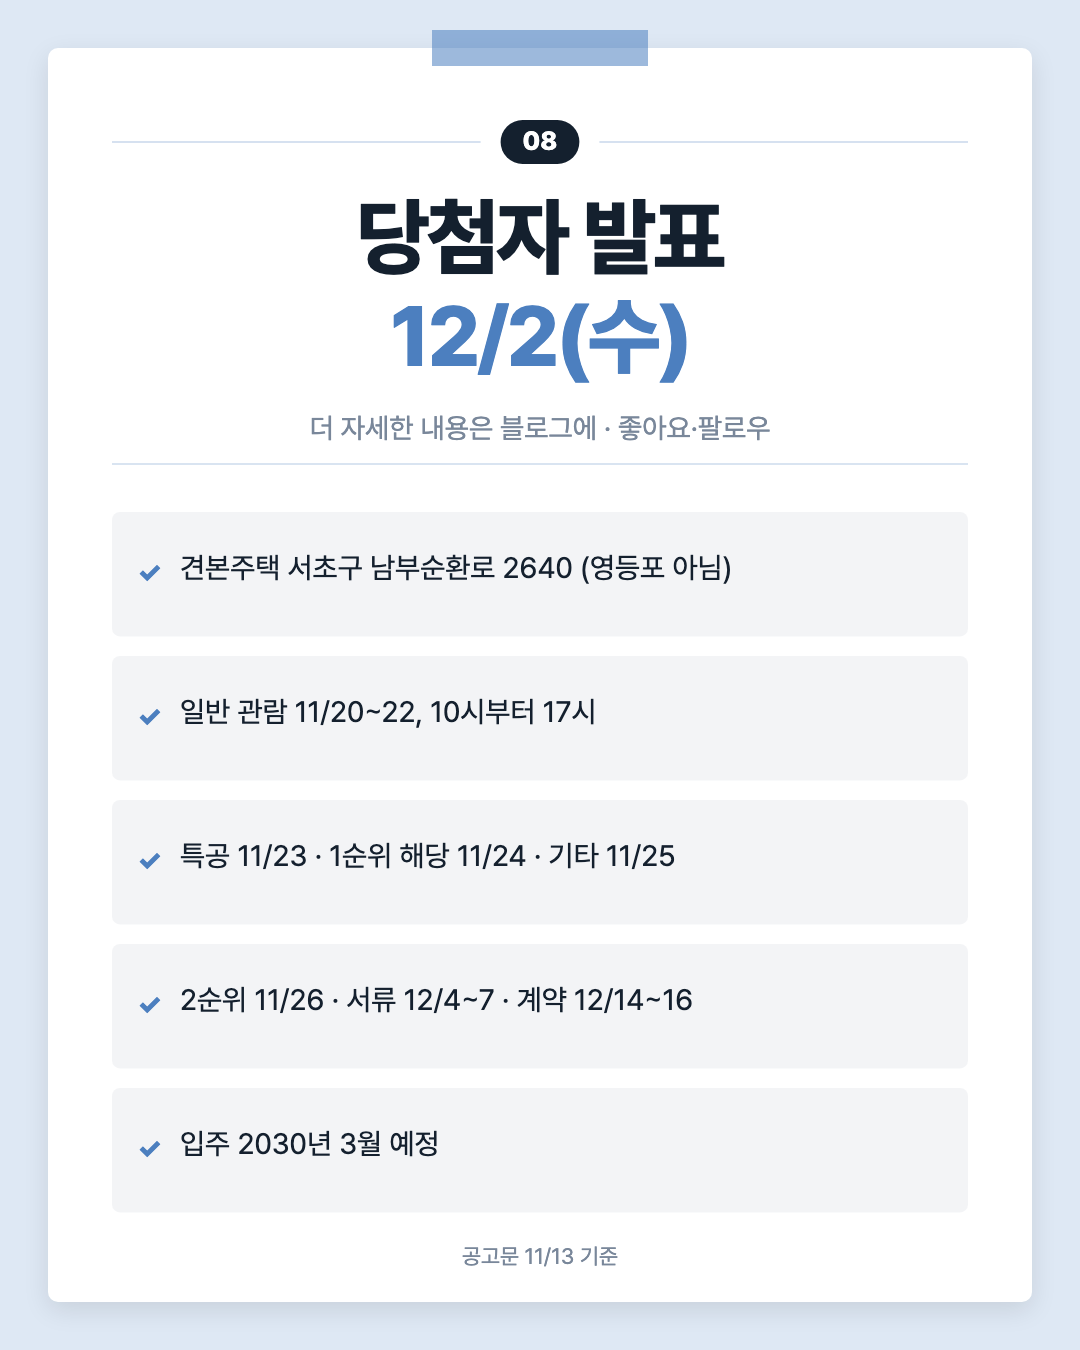 08
당첨자 발표
12/2(수)
더 자세한 내용은 블로그에 · 좋아요·팔로우
견본주택 서초구 남부순환로 2640 (영등포 아님)
일반 관람 11/20~22, 10시부터 17시
특공 11/23 · 1순위 해당 11/24 · 기타 11/25
2순위 11/26 · 서류 12/4~7 · 계약 12/14~16
입주 2030년 3월 예정
공고문 11/13 기준